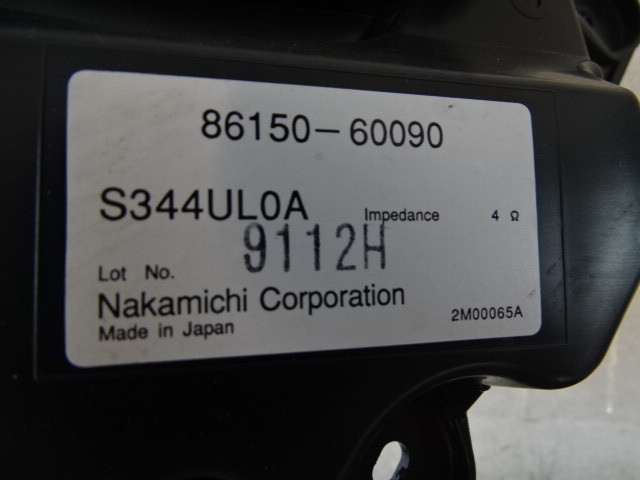 86150-60090
S344UL0A Impedance 4 Ω
Lot No. 9112H
Nakamichi Corporation
Made in Japan 2M00065A